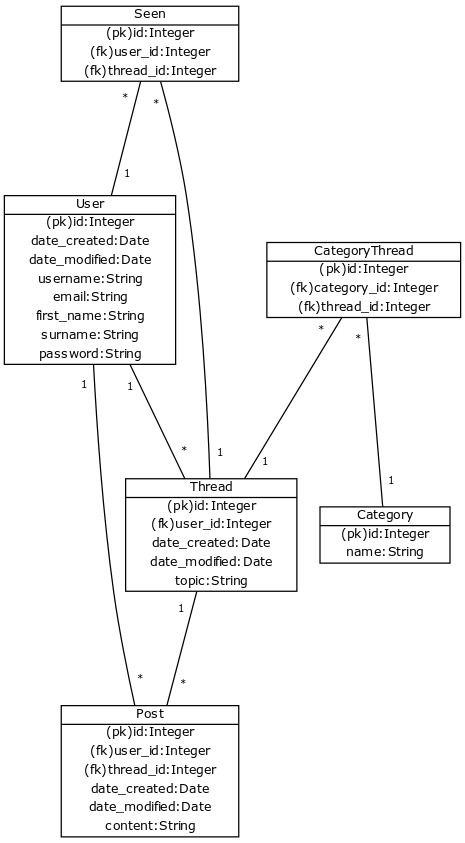 Seen
(pk)id:Integer
(fk)user_id:Integer
(fk)thread_id:Integer
*
*
1
User
(pk)id:Integer
date_created:Date
date_modified:Date
username:String
email:String
first_name:String
surname:String
password:String
CategoryThread
(pk)id:Integer
(fk)category_id:Integer
(fk)thread_id:Integer
*
*
1
1
*
1
1
1
Thread
(pk)id:Integer
(fk)user_id:Integer
date_created:Date
date_modified:Date
topic:String
Category
(pk)id:Integer
name:String
1
*
*
Post
(pk)id:Integer
(fk)user_id:Integer
(fk)thread_id:Integer
date_created:Date
date_modified:Date
content:String